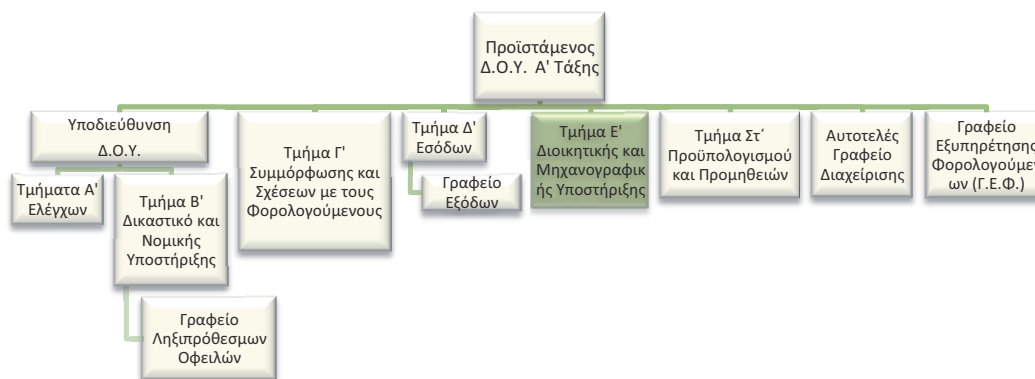 Προϊστάμενος
Δ.Ο.Υ. Α' Τάξης
Υποδιεύθυνση
Δ.Ο.Υ.
Τμήματα Α'
Ελέγχων
Τμήμα Β'
Δικαστικό και
Νομικής
Υποστήριξης
Γραφείο
Ληξιπρόθεσμων
Οφειλών
Τμήμα Γ'
Συμμόρφωσης και
Σχέσεων με τους
Φορολογούμενους
Τμήμα Δ'
Εσόδων
Γραφείο
Εξόδων
Τμήμα Ε'
Διοικητικής και
Μηχανογραφικ
ής Υποστήριξης
Τμήμα Στ΄
Προϋπολογισμού
και Προμηθειών
Αυτοτελές
Γραφείο
Διαχείρισης
Γραφείο
Εξυπηρέτησης
Φορολογούμεν
ων (Γ.Ε.Φ.)